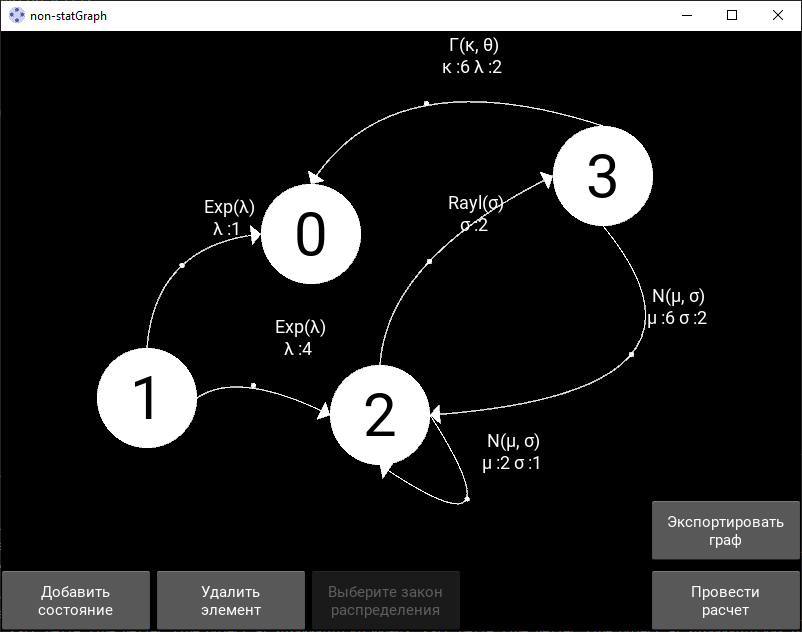 non-statGraph
Γ(κ, θ)
κ :6 λ :2
3
Exp(λ)
λ :1
0
Rayl(σ)
σ :2
N(μ, σ)
μ :6 σ :2
Exp(λ)
λ :4
1
2
N(μ, σ)
μ :2 σ :1
Экспортировать
граф
Добавить
состояние
Удалить
элемент
Выберите закон
распределения
Провести
расчет